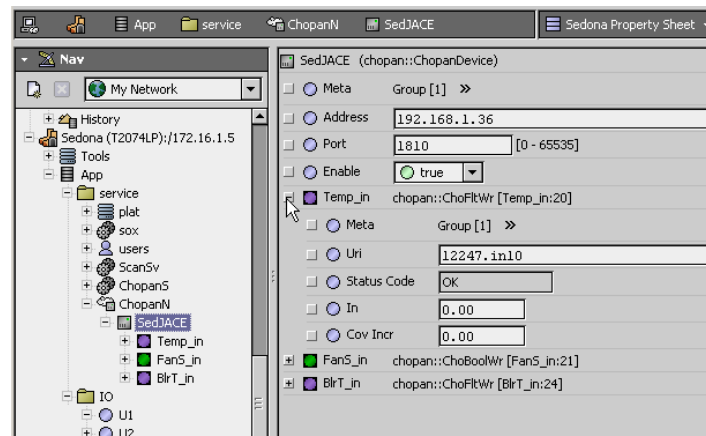 App service ChopanN SedJACE Sedona Property Sheet
Nav
My Network
History
Sedona (T2074LP):/172.16.1.5
Tools
App
service
plat
sox
users
ScanSv
ChopanS
ChopanN
SedJACE
Temp_in
FanS_in
BlrT_in
IO
U1
U2
SedJACE (chopan::ChopanDevice)
Meta Group [1] »
Address 192.168.1.36
Port 1810 [0 - 65535]
Enable true
Temp_in chopan::ChoFltWr [Temp_in:20]
Meta Group [1] »
Uri 12247.in10
Status Code OK
In 0.00
Cov Incr 0.00
FanS_in chopan::ChoBoolWr [FanS_in:21]
BlrT_in chopan::ChoFltWr [BlrT_in:24]